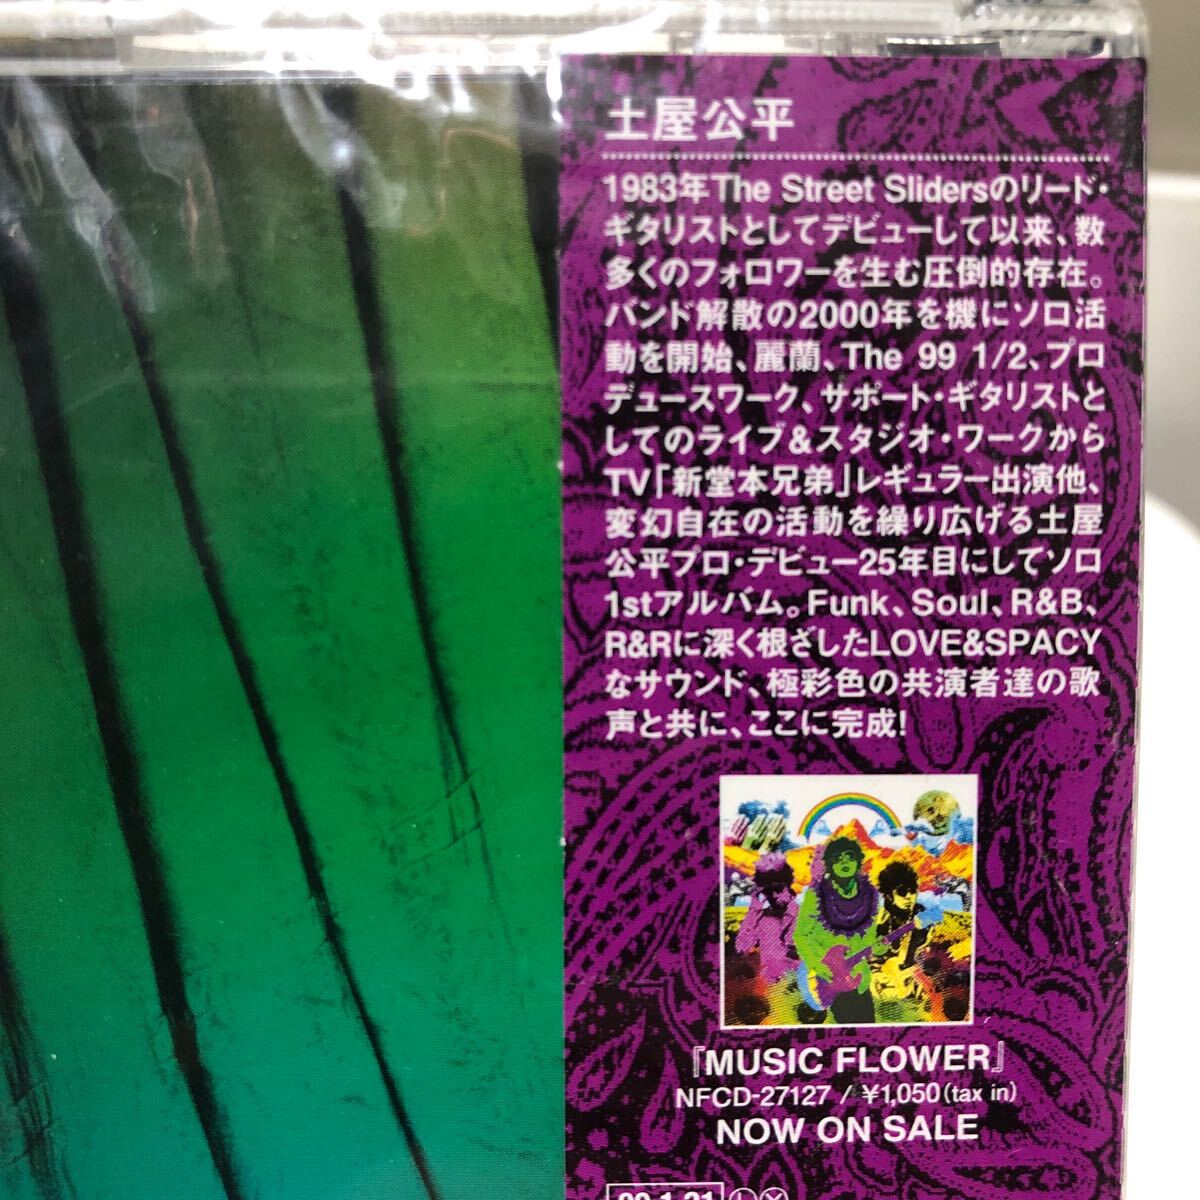 土屋公平
1983年The Street Slidersのリード・
ギタリストとしてデビューして以来、数
多くのフォロワーを生む圧倒的存在。
バンド解散の2000年を機にソロ活
動を開始、麗蘭、The 99 1/2、プロ
デュースワーク、サポート・ギタリストと
してのライブ&スタジオ・ワークから
TV「新堂本兄弟」レギュラー出演他、
変幻自在の活動を繰り広げる土屋
公平プロ・デビュー25年目にしてソロ
1stアルバム。Funk、Soul、R&B、
R&Rに深く根ざしたLOVE&SPACY
なサウンド、極彩色の共演者達の歌
声と共に、ここに完成!
『MUSIC FLOWER』
NFCD-27127 / ¥1,050(tax in)
NOW ON SALE